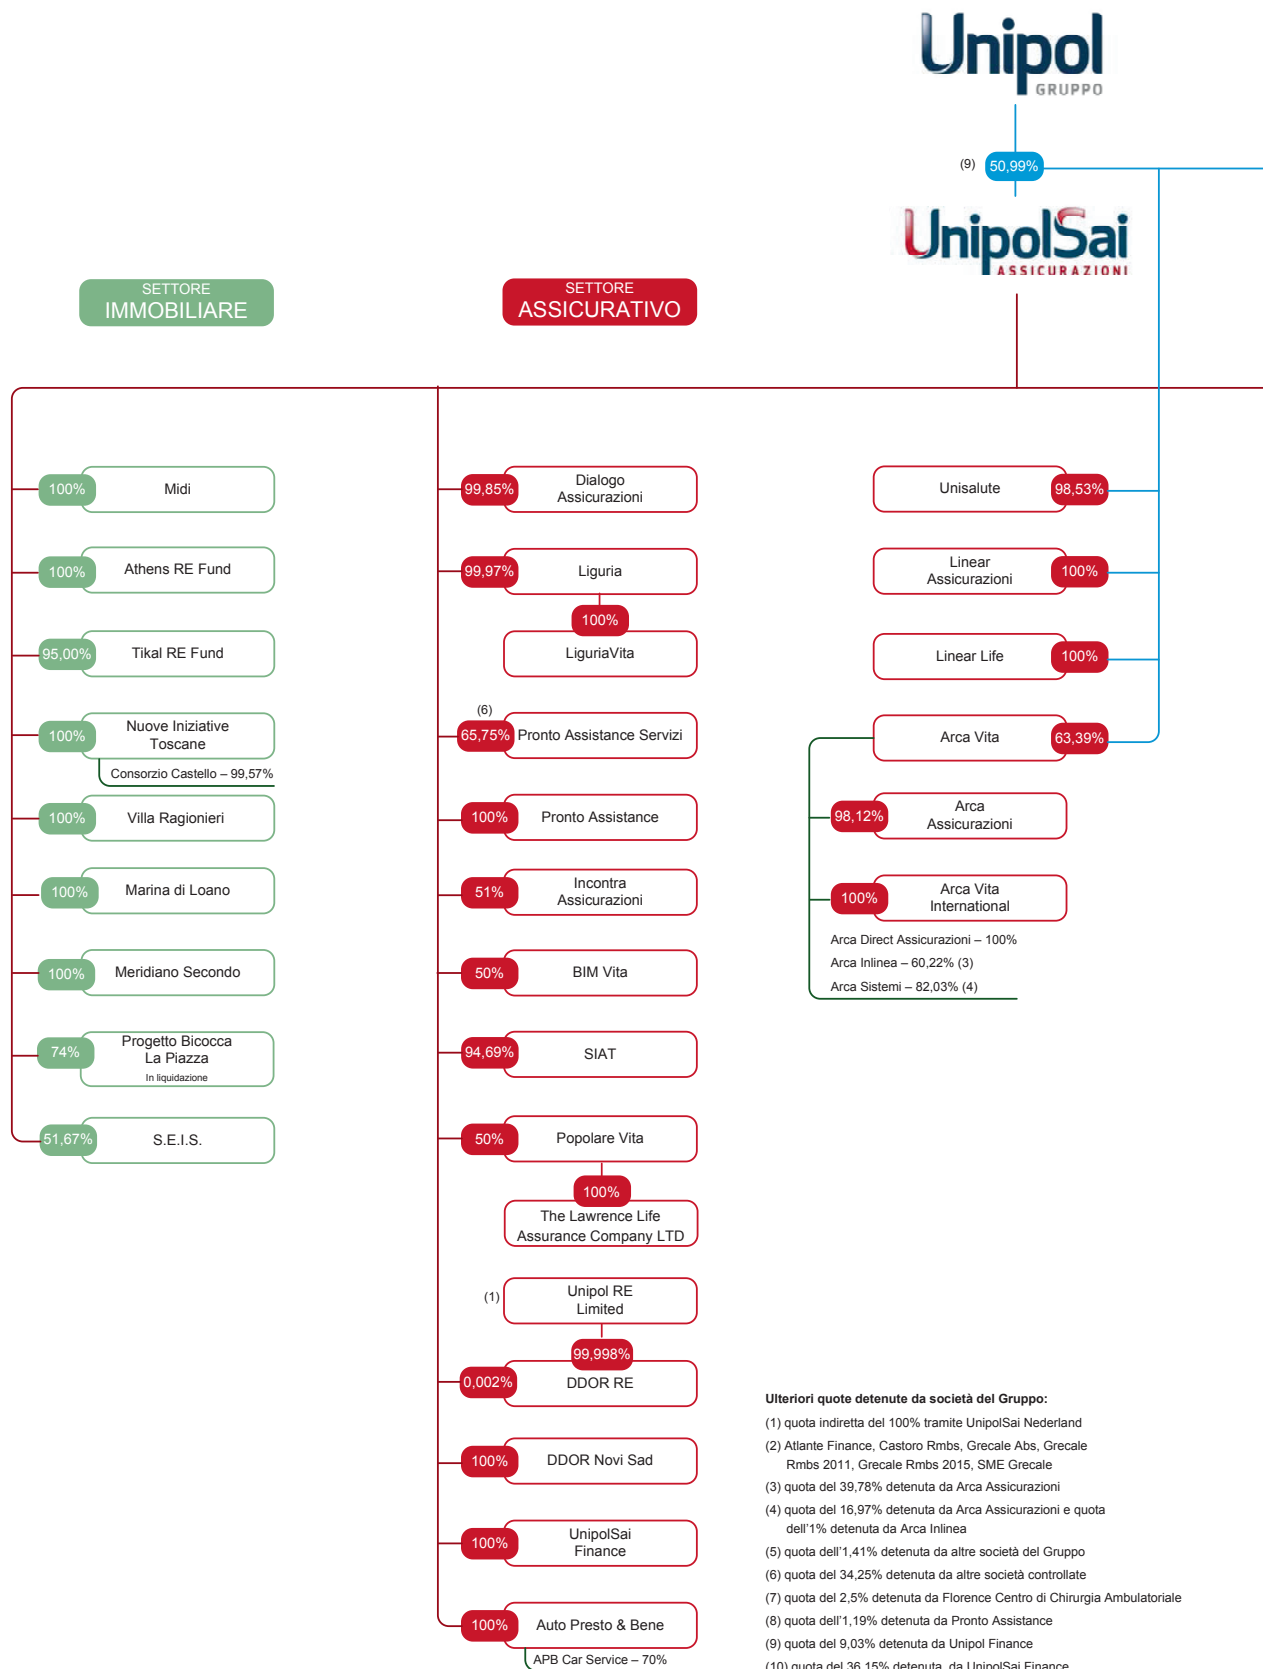 Unipol
GRUPPO
(9) 50,99%
UnipolSai
ASSICURAZIONI
SETTORE
IMMOBILIARE
100% Midi
100% Athens RE Fund
95,00% Tikal RE Fund
100% Nuove Iniziative
Toscane
Consorzio Castello – 99,57%
100% Villa Ragionieri
100% Marina di Loano
100% Meridiano Secondo
74% Progetto Bicocca
La Piazza
In liquidazione
51,67% S.E.I.S.
SETTORE
ASSICURATIVO
99,85% Dialogo
Assicurazioni
99,97% Liguria
100%
LiguriaVita
(6)
65,75% Pronto Assistance Servizi
100% Pronto Assistance
51% Incontra
Assicurazioni
50% BIM Vita
94,69% SIAT
50% Popolare Vita
100%
The Lawrence Life
Assurance Company LTD
(1) Unipol RE
Limited
99,998%
0,002% DDOR RE
100% DDOR Novi Sad
100% UnipolSai
Finance
100% Auto Presto & Bene
APB Car Service – 70%
Unisalute 98,53%
Linear
Assicurazioni 100%
Linear Life 100%
Arca Vita 63,39%
98,12% Arca
Assicurazioni
100% Arca Vita
International
Arca Direct Assicurazioni – 100%
Arca Inlinea – 60,22% (3)
Arca Sistemi – 82,03% (4)
Ulteriori quote detenute da società del Gruppo:
(1) quota indiretta del 100% tramite UnipolSai Nederland
(2) Atlante Finance, Castoro Rmbs, Grecale Abs, Grecale
Rmbs 2011, Grecale Rmbs 2015, SME Grecale
(3) quota del 39,78% detenuta da Arca Assicurazioni
(4) quota del 16,97% detenuta da Arca Assicurazioni e quota
dell'1% detenuta da Arca Inlinea
(5) quota dell'1,41% detenuta da altre società del Gruppo
(6) quota del 34,25% detenuta da altre società controllate
(7) quota del 2,5% detenuta da Florence Centro di Chirurgia Ambulatoriale
(8) quota dell'1,19% detenuta da Pronto Assistance
(9) quota del 9,03% detenuta da Unipol Finance
(10) quota del 36,15% detenuta da UnipolSai Finance